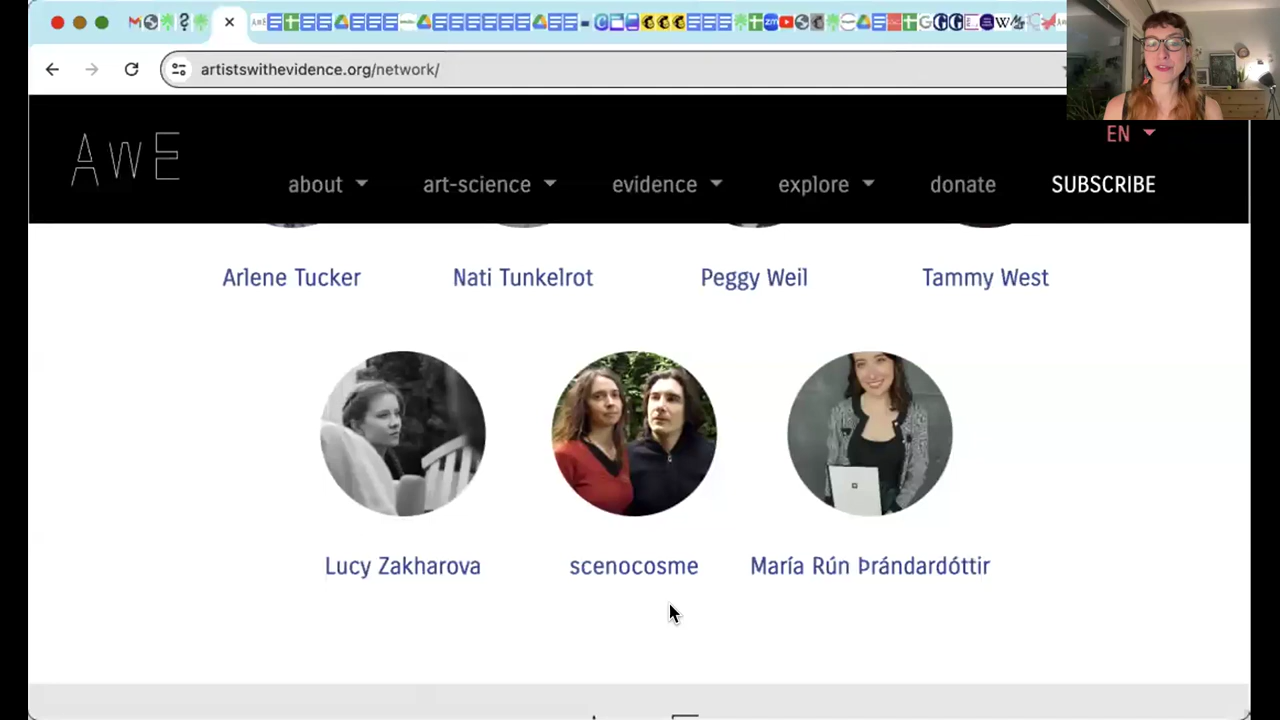 artistswithevidence.org/network/
EN
AWE
about art-science evidence explore donate SUBSCRIBE
Arlene Tucker Nati Tunkelrot Peggy Weil Tammy West
Lucy Zakharova scenocosme María Rún Þrándardóttir